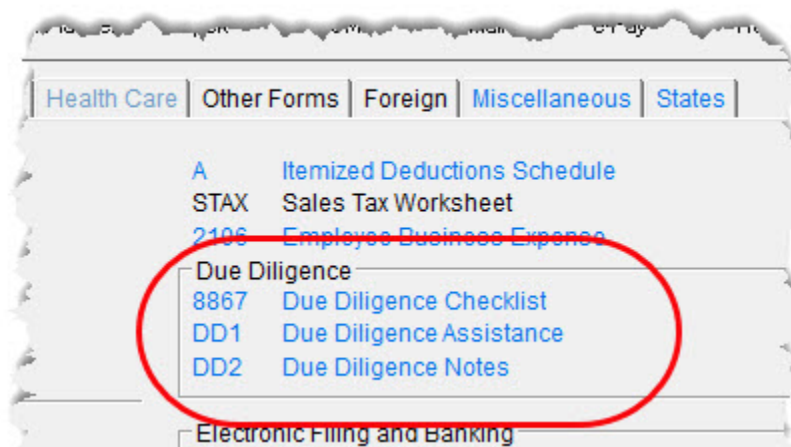 Health Care Other Forms Foreign Miscellaneous States
A Itemized Deductions Schedule
STAX Sales Tax Worksheet
2106 Employee Business Expense
Due Diligence
8867 Due Diligence Checklist
DD1 Due Diligence Assistance
DD2 Due Diligence Notes
Electronic Filing and Banking